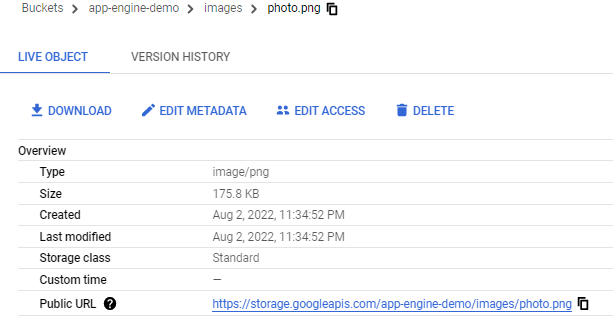 Buckets > app-engine-demo > images > photo.png
LIVE OBJECT VERSION HISTORY
DOWNLOAD EDIT METADATA EDIT ACCESS DELETE
Overview
Type image/png
Size 175.8 KB
Created Aug 2, 2022, 11:34:52 PM
Last modified Aug 2, 2022, 11:34:52 PM
Storage class Standard
Custom time —
Public URL ? https://storage.googleapis.com/app-engine-demo/images/photo.png